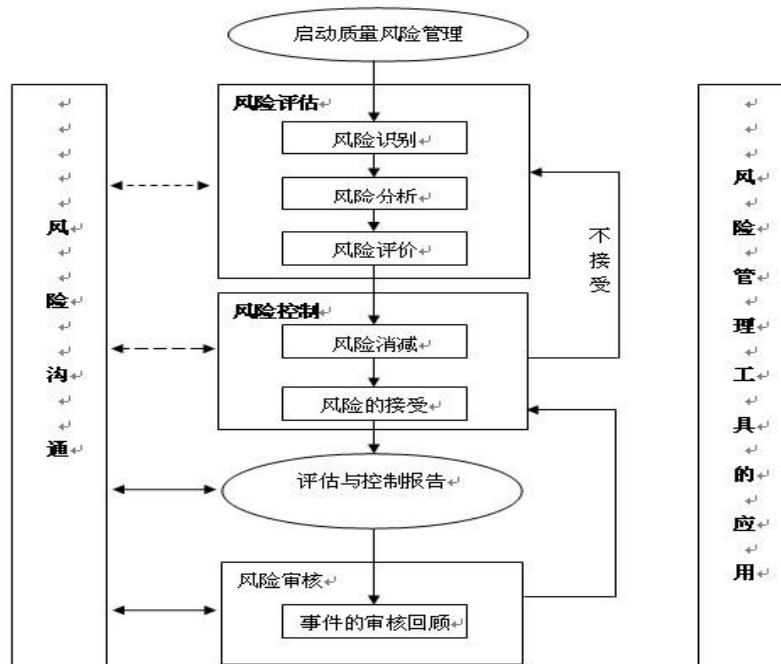 启动质量风险管理
风险评估
风险识别
风险分析
风险评价
风险控制
风险消减
风险的接受
评估与控制报告
风险审核
事件的审核回顾
不接受
风险沟通
风险管理工具的应用